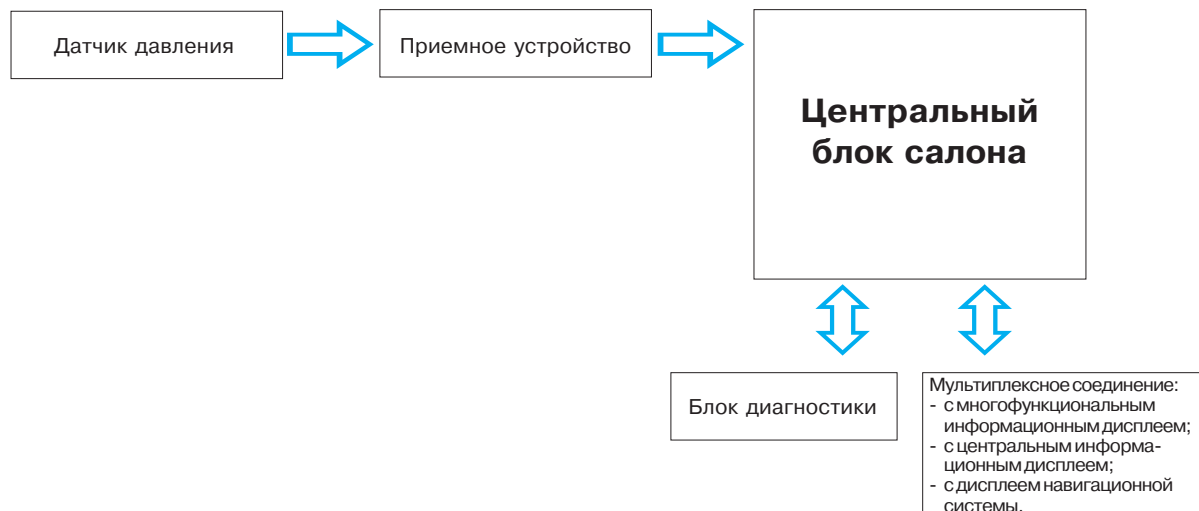 Датчик давления
Приемное устройство
Центральный
блок салона
Блок диагностики
Мультиплексное соединение:
- с многофункциональным
информационным дисплеем;
- с центральным информа-
ционным дисплеем;
- с дисплеем навигационной
системы.